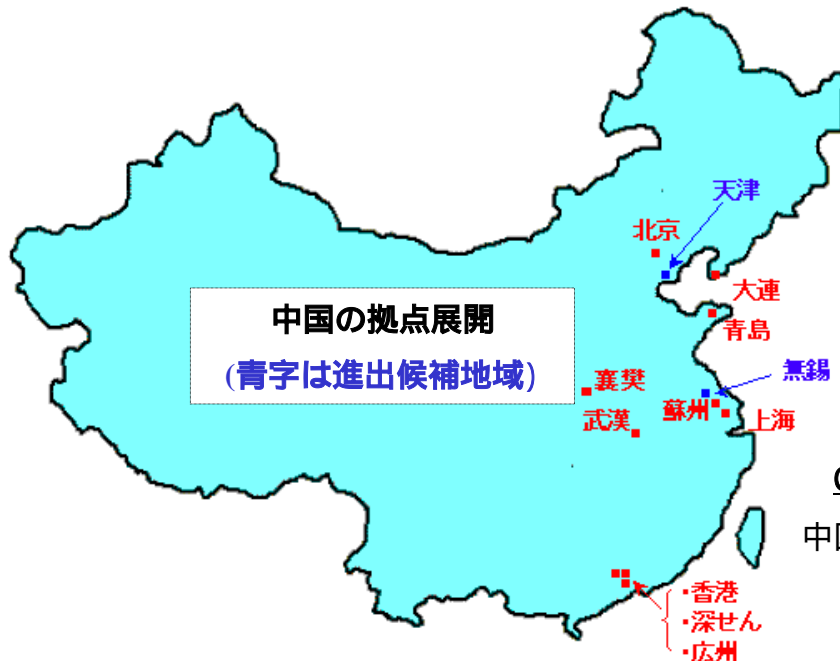 天津
北京
大連
青島
中国の拠点展開
(青字は進出候補地域)
無錫
襄樊
蘇州
上海
武漢
中
・香港
・深せん
・広州